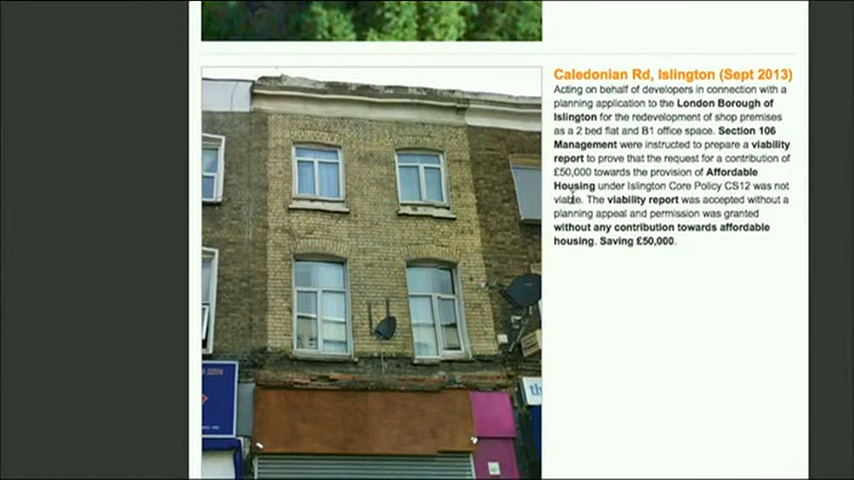 Caledonian Rd, Islington (Sept 2013)
Acting on behalf of developers in connection with a
planning application to the London Borough of
Islington for the redevelopment of shop premises
as a 2 bed flat and B1 office space. Section 106
Management were instructed to prepare a viability
report to prove that the request for a contribution of
£50,000 towards the provision of Affordable
Housing under Islington Core Policy CS12 was not
viable. The viability report was accepted without a
planning appeal and permission was granted
without any contribution towards affordable
housing. Saving £50,000.
th